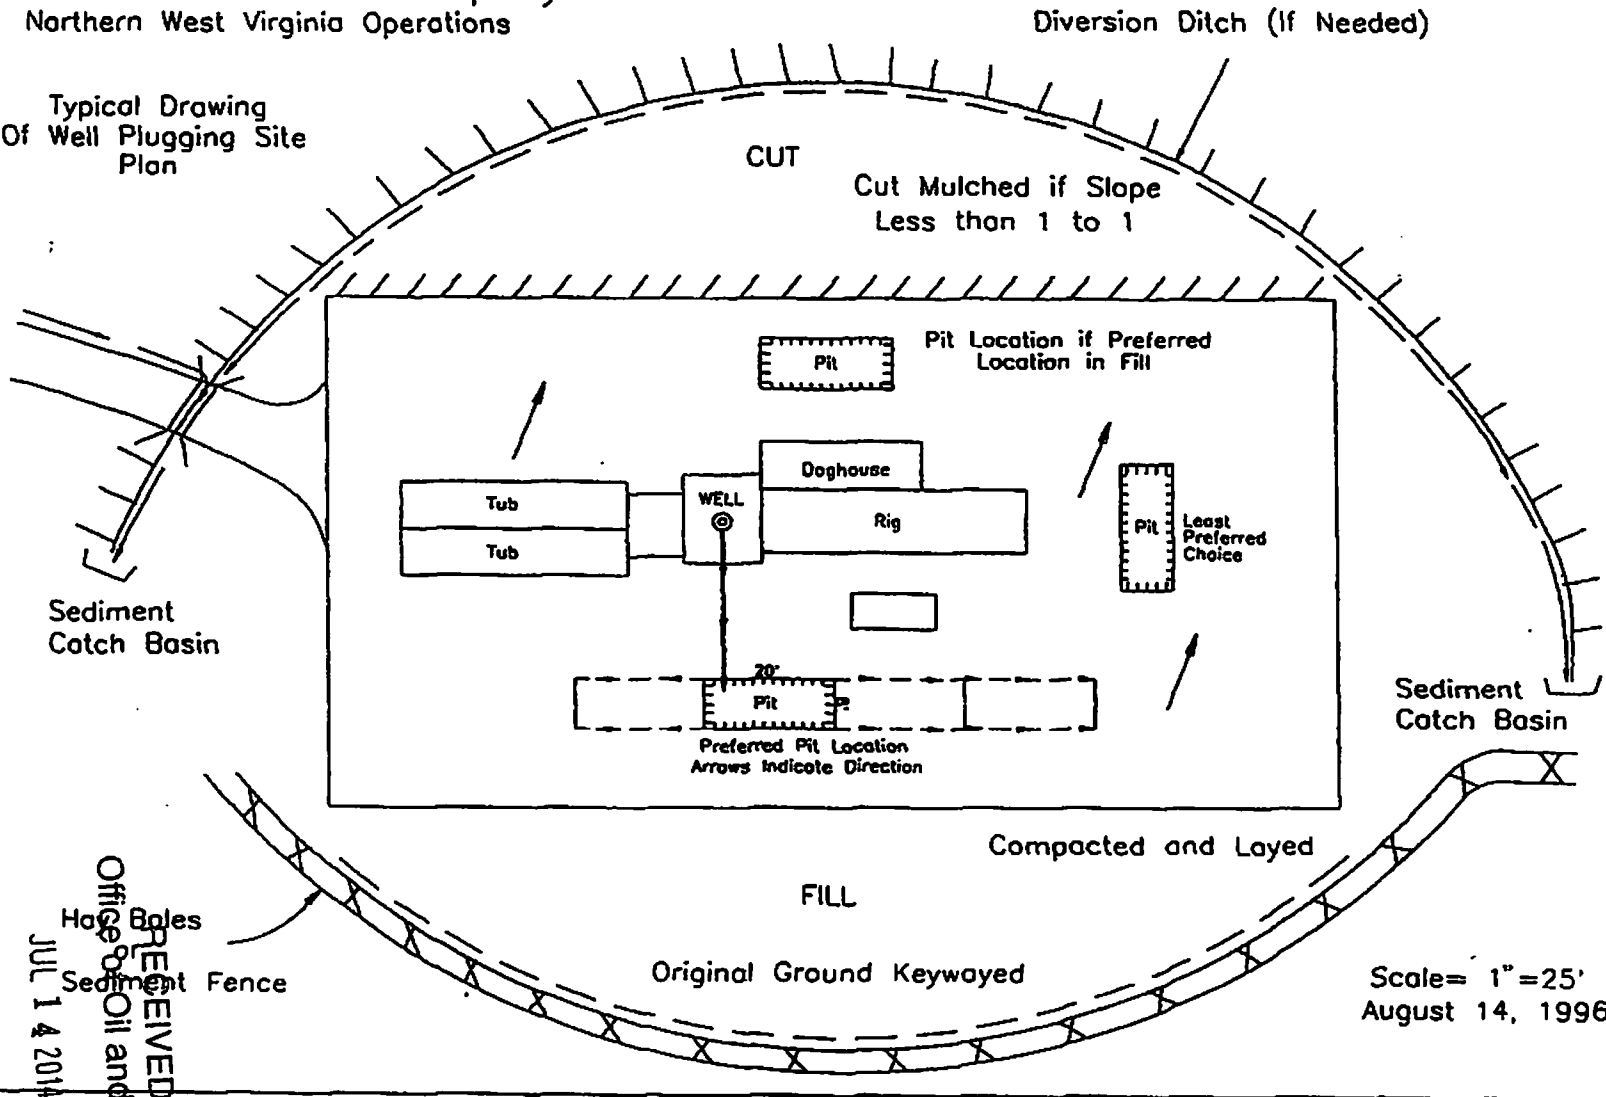 Northern West Virginia Operations
Diversion Ditch (If Needed)
Typical Drawing
Of Well Plugging Site
Plan
CUT
Cut Mulched if Slope
Less than 1 to 1
Pit
Pit Location if Preferred
Location in Fill
Doghouse
Tub
WELL
Rig
Tub
Pit
Least
Preferred
Choice
Sediment
Catch Basin
20'
Pit
Preferred Pit Location
Arrows Indicate Direction
Sediment
Catch Basin
Compacted and Layed
FILL
Hay Bales
or
Sediment Fence
Original Ground Keywayed
Scale= 1"=25'
August 14, 1996
RECEIVED
Office of Oil and
JUL 14 2014